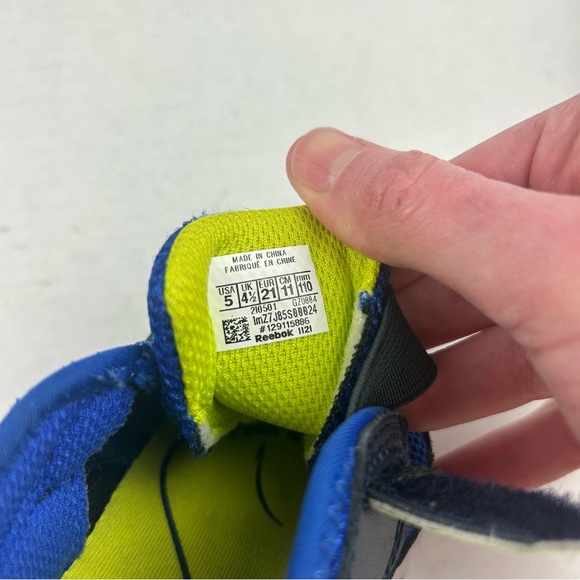 MADE IN CHINA
FABRIQUÉ EN CHINE
USA UK EUR CM mm
5 4½ 21 11 110
210501 GZ0864
1mZ7J85S00024
#129115886
Reebok 1121